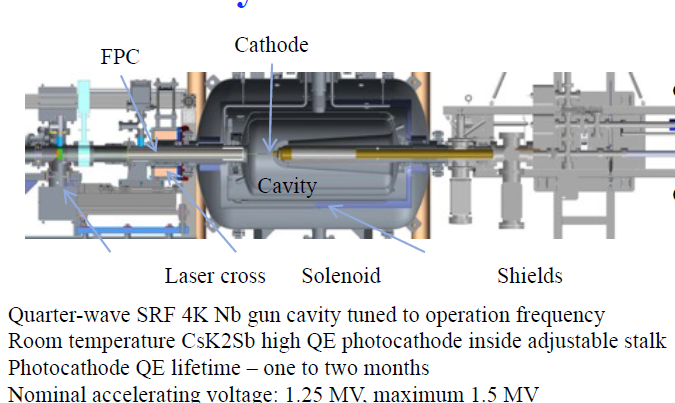 Cathode
FPC
Cavity
Laser cross Solenoid Shields
Quarter-wave SRF 4K Nb gun cavity tuned to operation frequency
Room temperature CsK2Sb high QE photocathode inside adjustable stalk
Photocathode QE lifetime – one to two months
Nominal accelerating voltage: 1.25 MV, maximum 1.5 MV